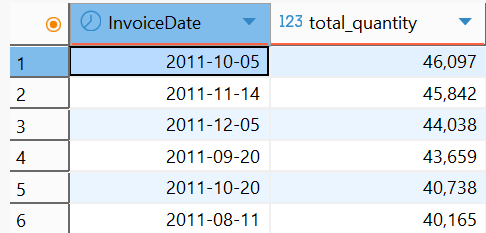 InvoiceDate 123 total_quantity
1 2011-10-05 46,097
2 2011-11-14 45,842
3 2011-12-05 44,038
4 2011-09-20 43,659
5 2011-10-20 40,738
6 2011-08-11 40,165